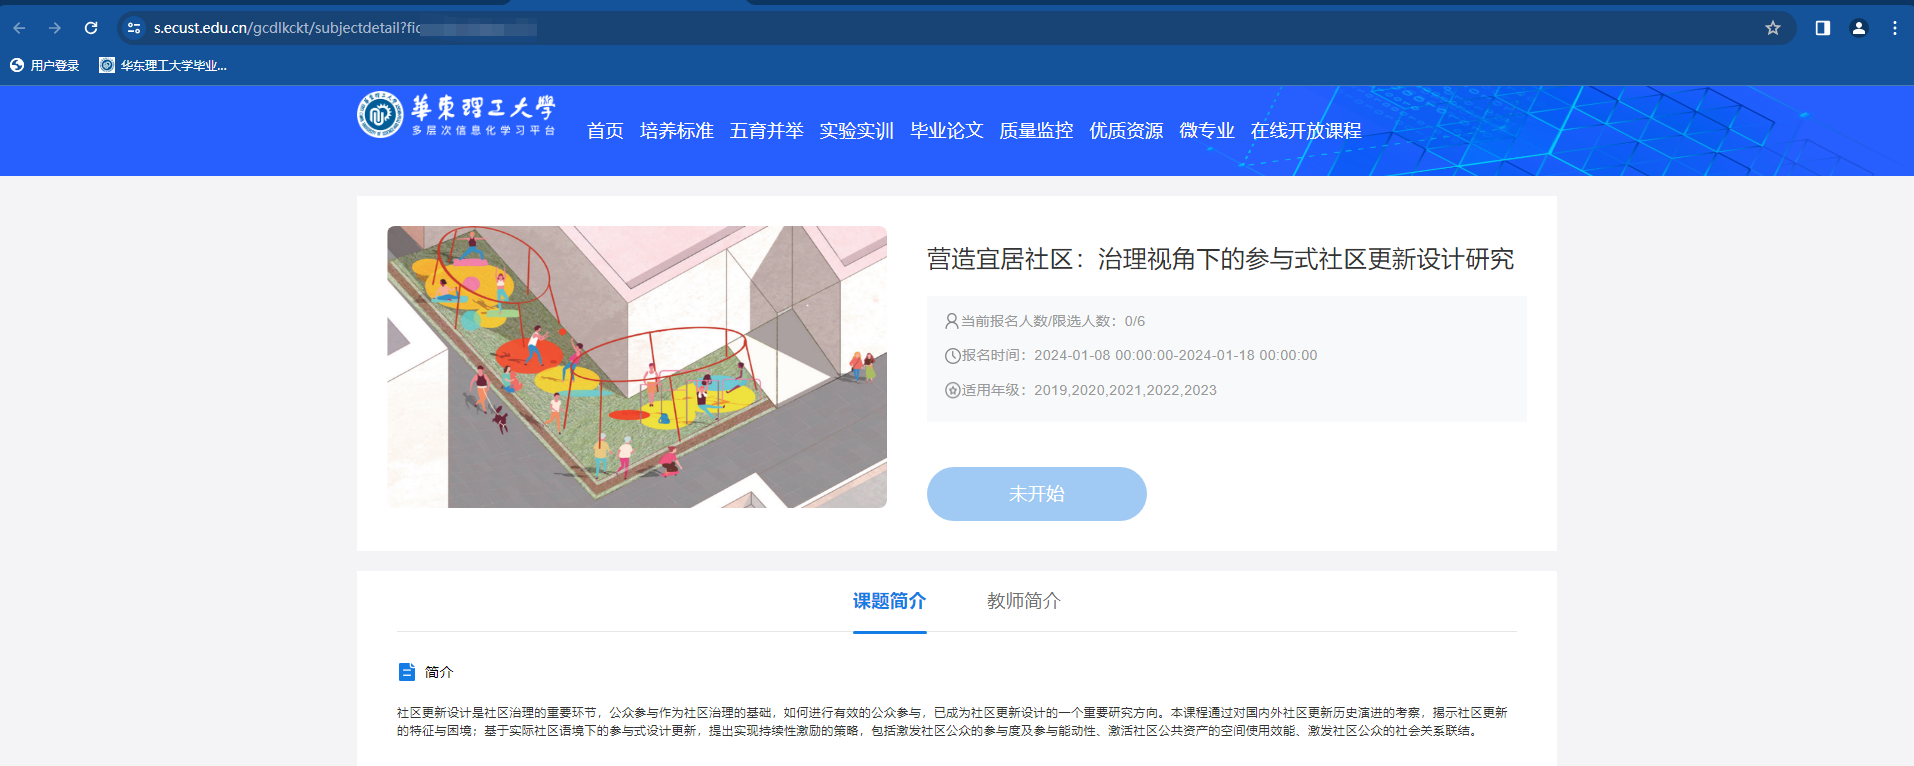 s.ecust.edu.cn/gcdlkckt/subjectdetail?fic
用户登录 华东理工大学毕业...
華東理工大学
多层次信息化学习平台
首页 培养标准 五育并举 实验实训 毕业论文 质量监控 优质资源 微专业 在线开放课程
营造宜居社区：治理视角下的参与式社区更新设计研究
当前报名人数/限选人数：0/6
报名时间：2024-01-08 00:00:00-2024-01-18 00:00:00
适用年级：2019,2020,2021,2022,2023
未开始
课题简介 教师简介
简介
社区更新设计是社区治理的重要环节，公众参与作为社区治理的基础，如何进行有效的公众参与，已成为社区更新设计的一个重要研究方向。本课程通过对国内外社区更新历史演进的考察，揭示社区更新
的特征与困境；基于实际社区语境下的参与式设计更新，提出实现持续性激励的策略，包括激发社区公众的参与度及参与能动性、激活社区公共资产的空间使用效能、激发社区公众的社会关系联结。